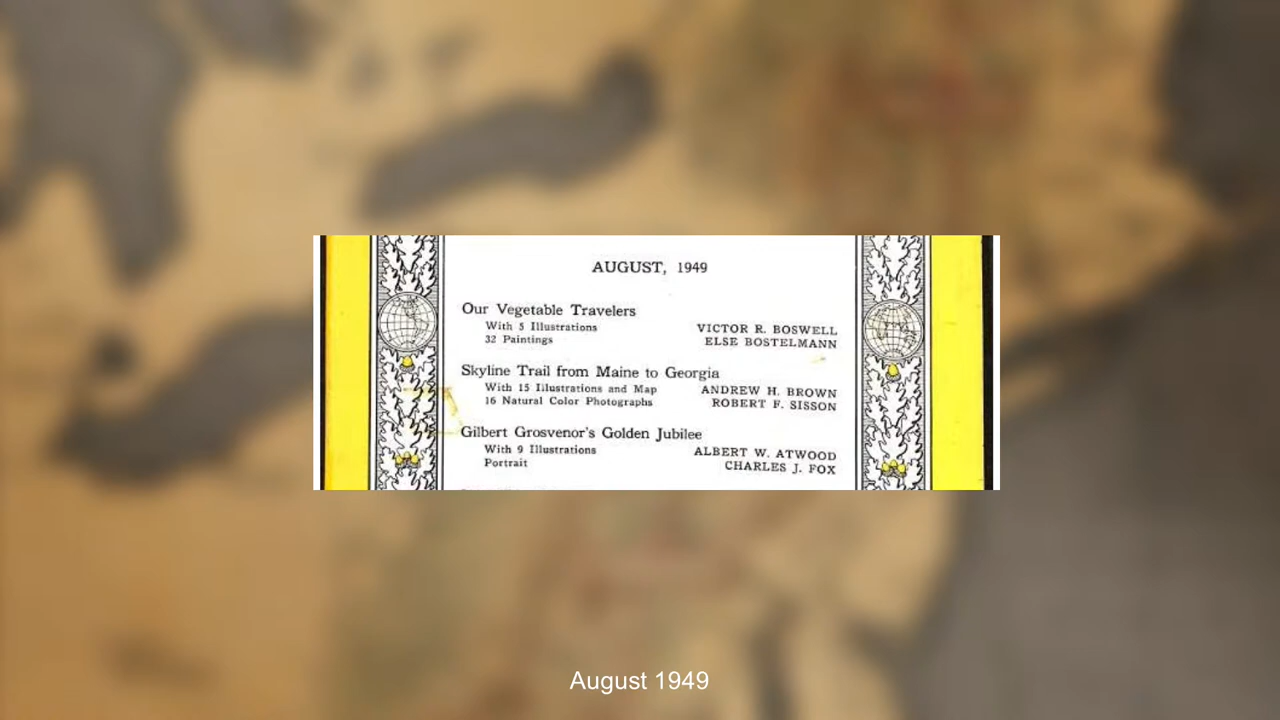 AUGUST, 1949
Our Vegetable Travelers
With 5 Illustrations
32 Paintings
VICTOR R. BOSWELL
ELSE BOSTELMANN
Skyline Trail from Maine to Georgia
With 15 Illustrations and Map
16 Natural Color Photographs
ANDREW H. BROWN
ROBERT F. SISSON
Gilbert Grosvenor's Golden Jubilee
With 9 Illustrations
Portrait
ALBERT W. ATWOOD
CHARLES J. FOX
August 1949